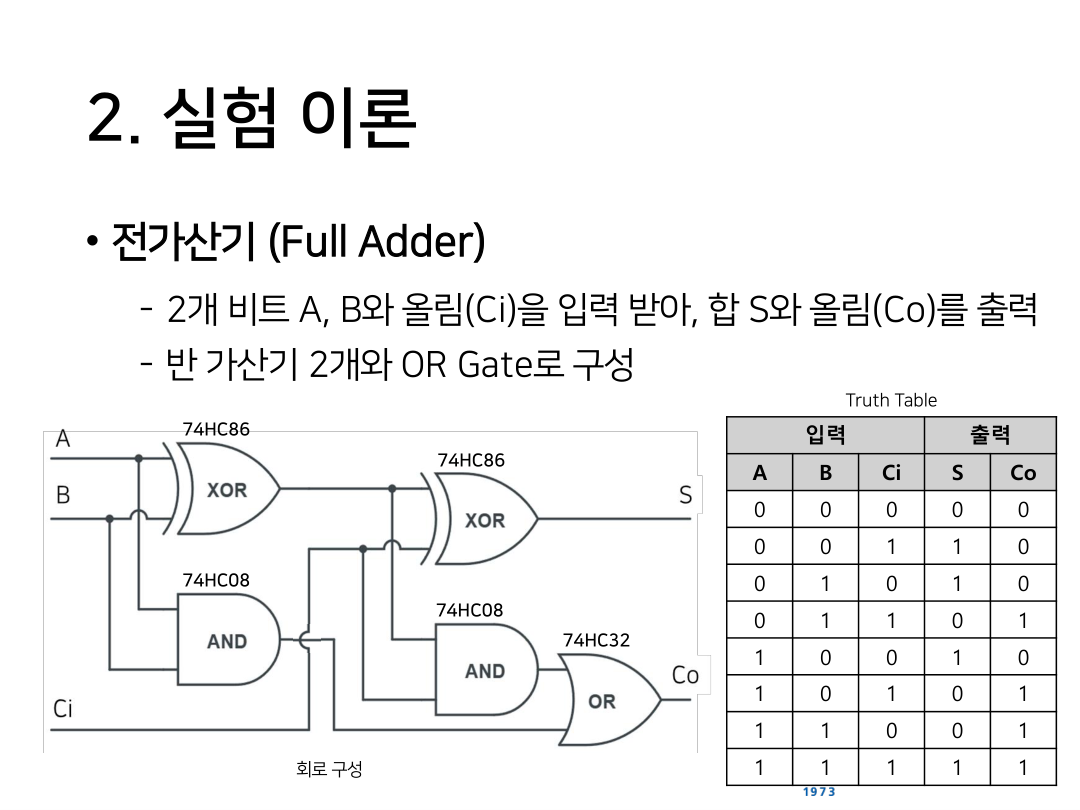 2. 실험 이론
• 전가산기 (Full Adder)
- 2개 비트 A, B와 올림(Ci)을 입력 받아, 합 S와 올림(Co)를 출력
- 반 가산기 2개와 OR Gate로 구성
A
B
Ci
74HC86
XOR
74HC08
AND
74HC86
XOR
74HC08
AND
74HC32
OR
S
Co
회로 구성
Truth Table
입력 출력
A B Ci S Co
0 0 0 0 0
0 0 1 1 0
0 1 0 1 0
0 1 1 0 1
1 0 0 1 0
1 0 1 0 1
1 1 0 0 1
1 1 1 1 1
1973